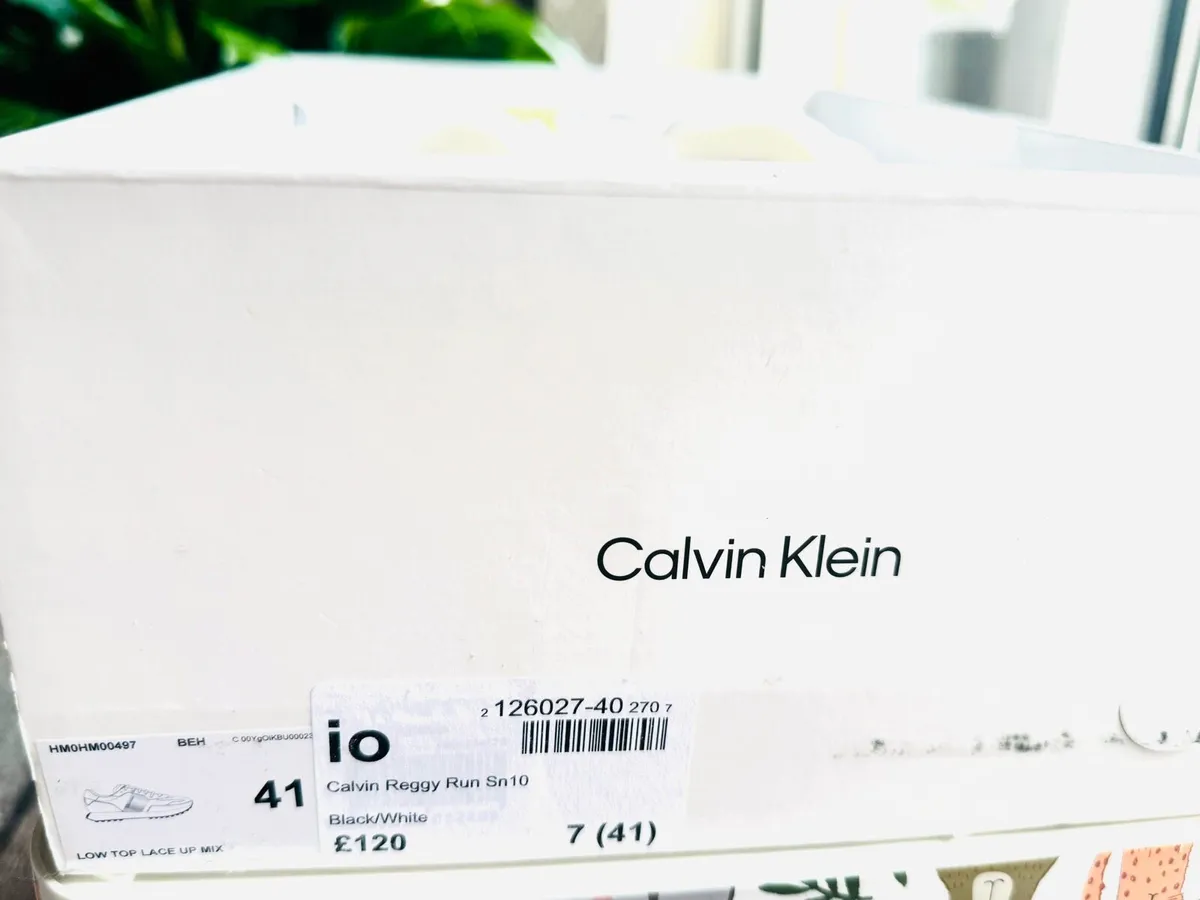 Calvin Klein
HM0HM00497 BEH
41
LOW TOP LACE UP MIX
2 126027-40 270 7
io
Calvin Reggy Run Sn10
Black/White
£120 7 (41)